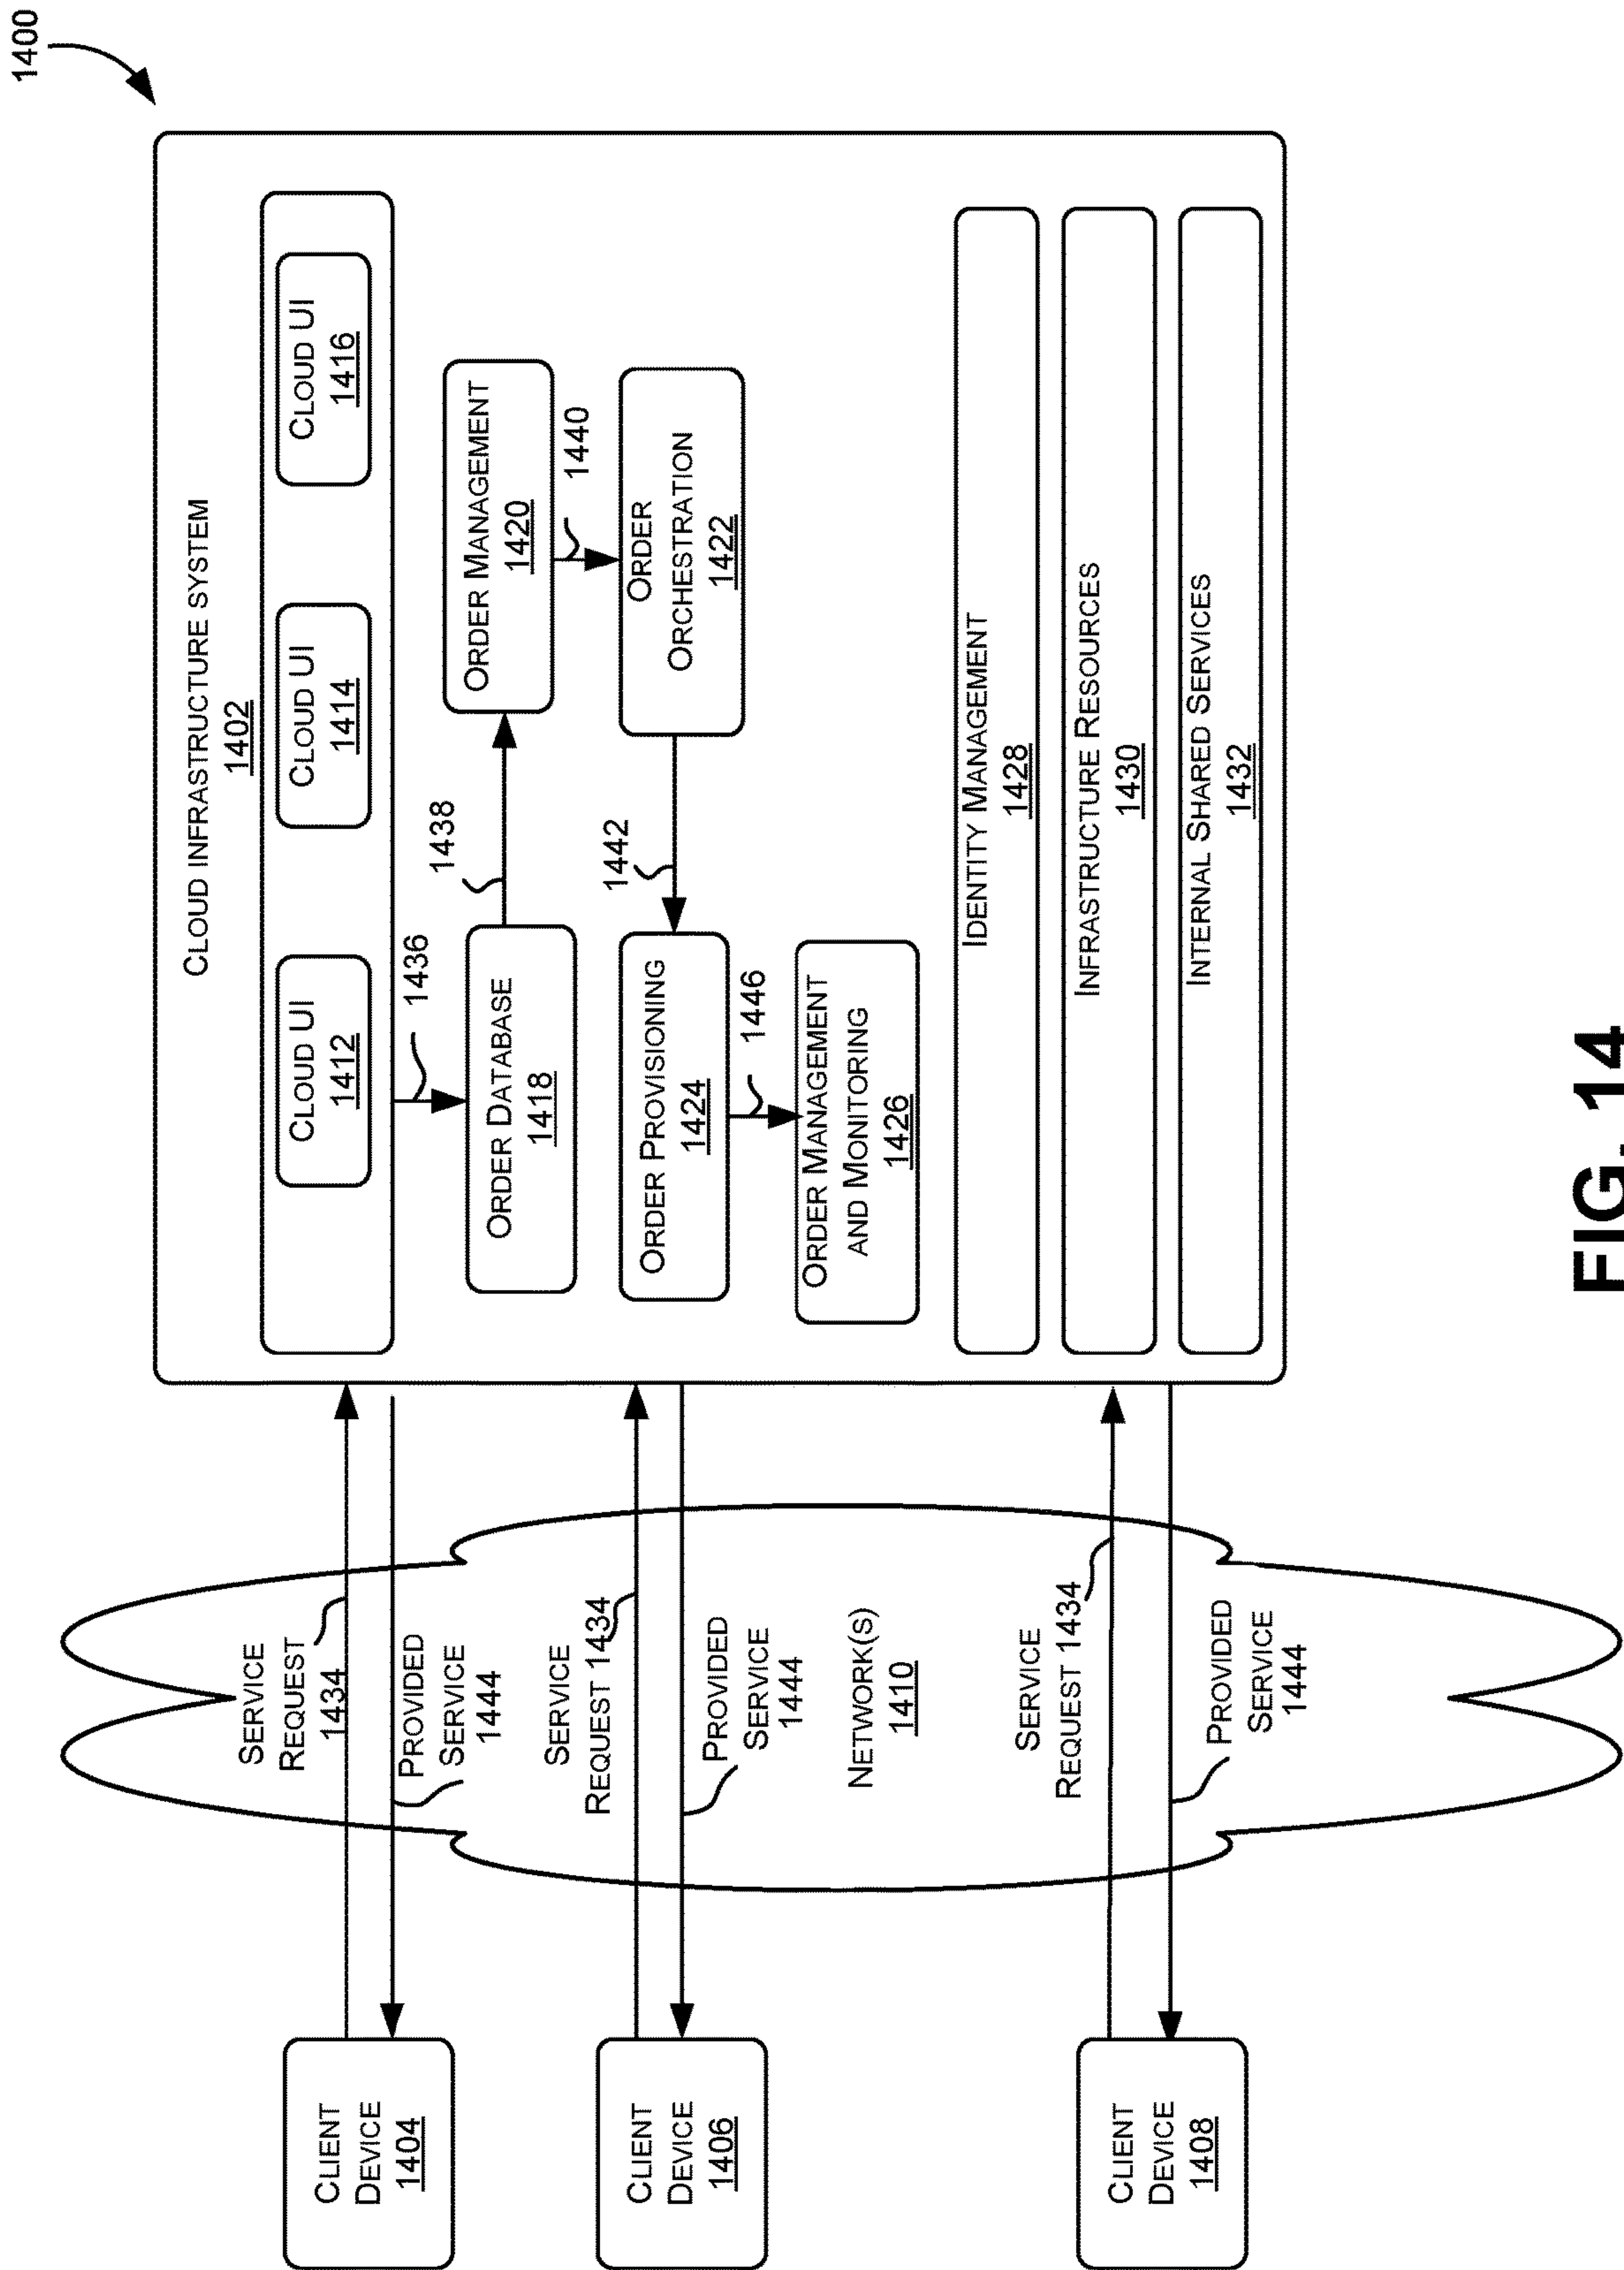 1400
CLOUD INFRASTRUCTURE SYSTEM
1402
CLOUD UI
1412
CLOUD UI
1414
CLOUD UI
1416
1436
ORDER DATABASE
1418
1438
ORDER MANAGEMENT
1420
1440
ORDER
ORCHESTRATION
1422
1442
ORDER PROVISIONING
1424
1446
ORDER MANAGEMENT
AND MONITORING
1426
IDENTITY MANAGEMENT
1428
INFRASTRUCTURE RESOURCES
1430
INTERNAL SHARED SERVICES
1432
SERVICE
REQUEST
1434
PROVIDED
SERVICE
1444
SERVICE
REQUEST 1434
PROVIDED
SERVICE
1444
NETWORK(S)
1410
SERVICE
REQUEST 1434
PROVIDED
SERVICE
1444
CLIENT
DEVICE
1404
CLIENT
DEVICE
1406
CLIENT
DEVICE
1408
FIG. 14